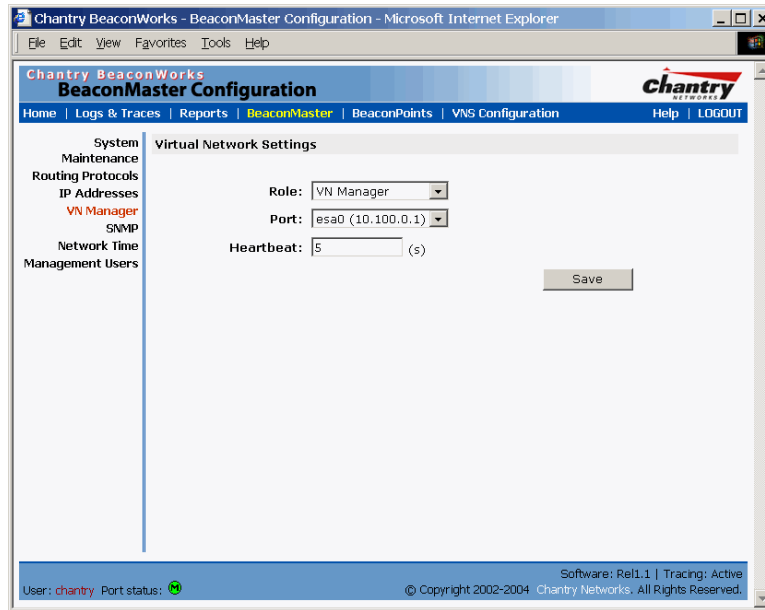 Chantry BeaconWorks - BeaconMaster Configuration - Microsoft Internet Explorer
File Edit View Favorites Tools Help
Chantry BeaconWorks
BeaconMaster Configuration
Chantry
NETWORKS
Home | Logs & Traces | Reports | BeaconMaster | BeaconPoints | VNS Configuration Help | LOGOUT
System Maintenance
Routing Protocols
IP Addresses
VN Manager
SNMP
Network Time
Management Users
Virtual Network Settings
Role: VN Manager
Port: esa0 (10.100.0.1)
Heartbeat: 5 (s)
Save
Software: Rel1.1 | Tracing: Active
User: chantry Port status: M
© Copyright 2002-2004 Chantry Networks. All Rights Reserved.